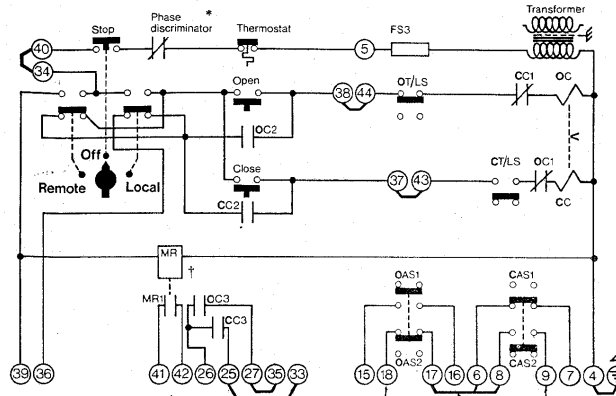 Phase discriminator *
Transformer
Stop
Thermostat
40
5
FS3
34
Open
38
44
OT/LS
CC1
OC
OC2
Off
Close
V
Remote
Local
37
43
CT/LS
OC1
CC
CC2
MR
†
OAS1
CAS1
MR1
OC3
CC3
OAS2
CAS2
39
36
41
42
26
25
27
35
33
15
18
17
16
6
8
9
7
4